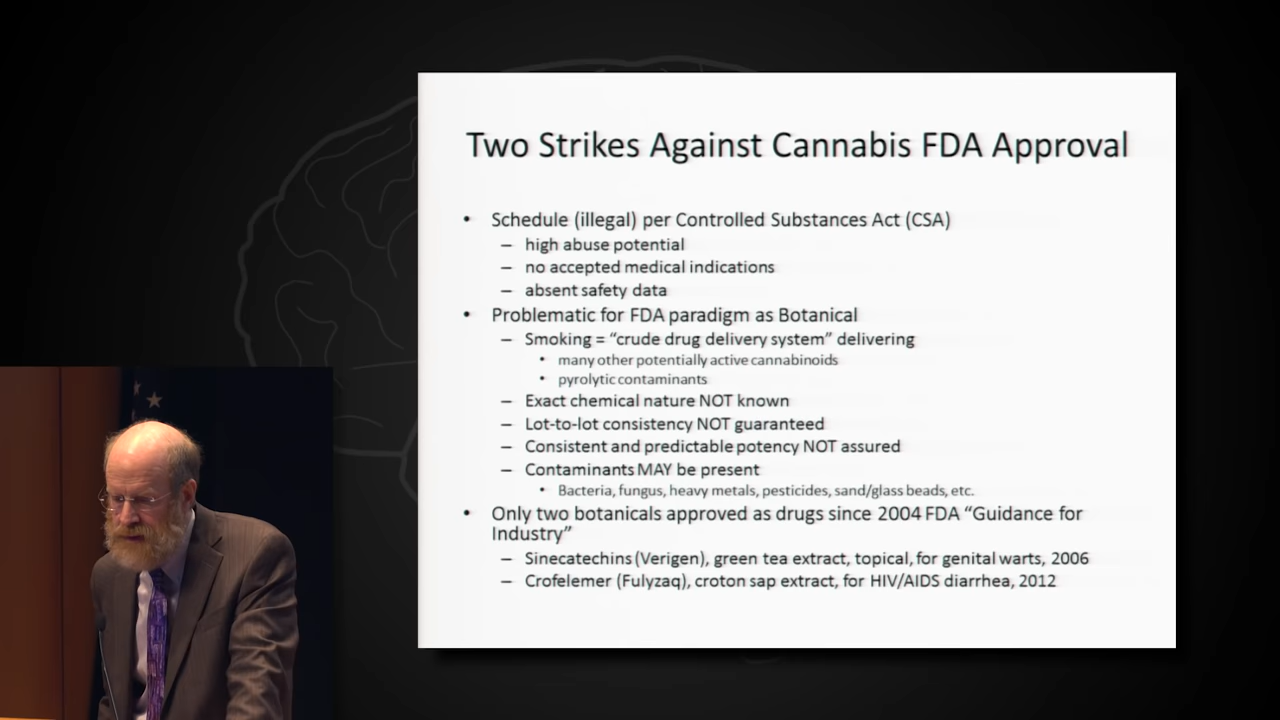 Two Strikes Against Cannabis FDA Approval
• Schedule (illegal) per Controlled Substances Act (CSA)
– high abuse potential
– no accepted medical indications
– absent safety data
• Problematic for FDA paradigm as Botanical
– Smoking = “crude drug delivery system” delivering
• many other potentially active cannabinoids
• pyrolytic contaminants
– Exact chemical nature NOT known
– Lot-to-lot consistency NOT guaranteed
– Consistent and predictable potency NOT assured
– Contaminants MAY be present
• Bacteria, fungus, heavy metals, pesticides, sand/glass beads, etc.
• Only two botanicals approved as drugs since 2004 FDA “Guidance for
Industry”
– Sinecatechins (Verigen), green tea extract, topical, for genital warts, 2006
– Crofelemer (Fulyzaq), croton sap extract, for HIV/AIDS diarrhea, 2012